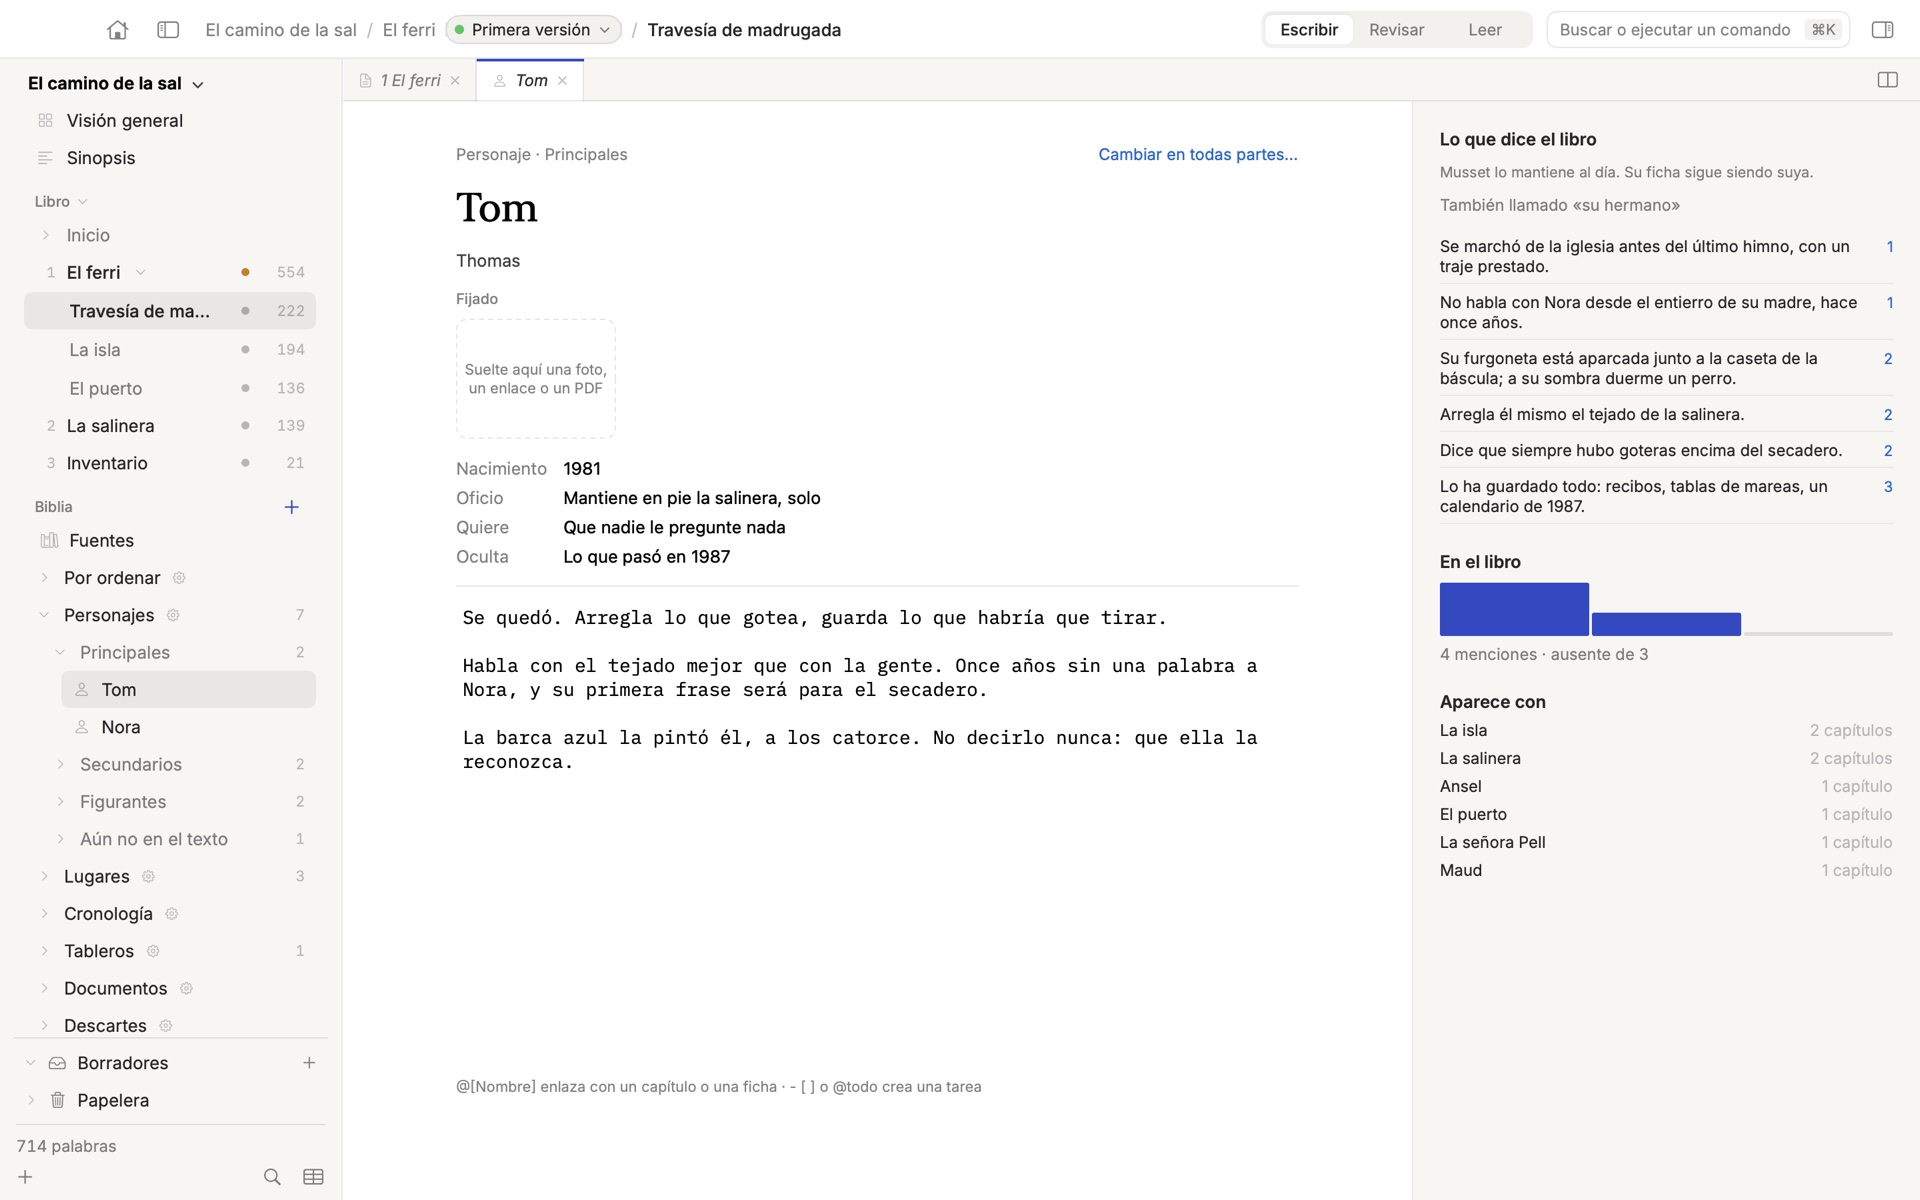 El camino de la sal / El ferri Primera versión / Travesía de madrugada
Escribir Revisar Leer
Buscar o ejecutar un comando ⌘K
El camino de la sal
Visión general
Sinopsis
Libro
Inicio
1 El ferri 554
Travesía de ma... 222
La isla 194
El puerto 136
2 La salinera 139
3 Inventario 21
Biblia +
Fuentes
Por ordenar
Personajes 7
Principales 2
Tom
Nora
Secundarios 2
Figurantes 2
Aún no en el texto 1
Lugares 3
Cronología
Tableros 1
Documentos
Descartes
Borradores +
Papelera
714 palabras
+
1 El ferri ×
Tom ×
Personaje · Principales
Cambiar en todas partes...
Tom
Thomas
Fijado
Suelte aquí una foto,
un enlace o un PDF
Nacimiento 1981
Oficio Mantiene en pie la salinera, solo
Quiere Que nadie le pregunte nada
Oculta Lo que pasó en 1987
Se quedó. Arregla lo que gotea, guarda lo que habría que tirar.
Habla con el tejado mejor que con la gente. Once años sin una palabra a
Nora, y su primera frase será para el secadero.
La barca azul la pintó él, a los catorce. No decirlo nunca: que ella la
reconozca.
@[Nombre] enlaza con un capítulo o una ficha · - [ ] o @todo crea una tarea
Lo que dice el libro
Musset lo mantiene al día. Su ficha sigue siendo suya.
También llamado «su hermano»
Se marchó de la iglesia antes del último himno, con un 1
traje prestado.
No habla con Nora desde el entierro de su madre, hace 1
once años.
Su furgoneta está aparcada junto a la caseta de la 2
báscula; a su sombra duerme un perro.
Arregla él mismo el tejado de la salinera. 2
Dice que siempre hubo goteras encima del secadero. 2
Lo ha guardado todo: recibos, tablas de mareas, un 3
calendario de 1987.
En el libro
4 menciones · ausente de 3
Aparece con
La isla 2 capítulos
La salinera 2 capítulos
Ansel 1 capítulo
El puerto 1 capítulo
La señora Pell 1 capítulo
Maud 1 capítulo